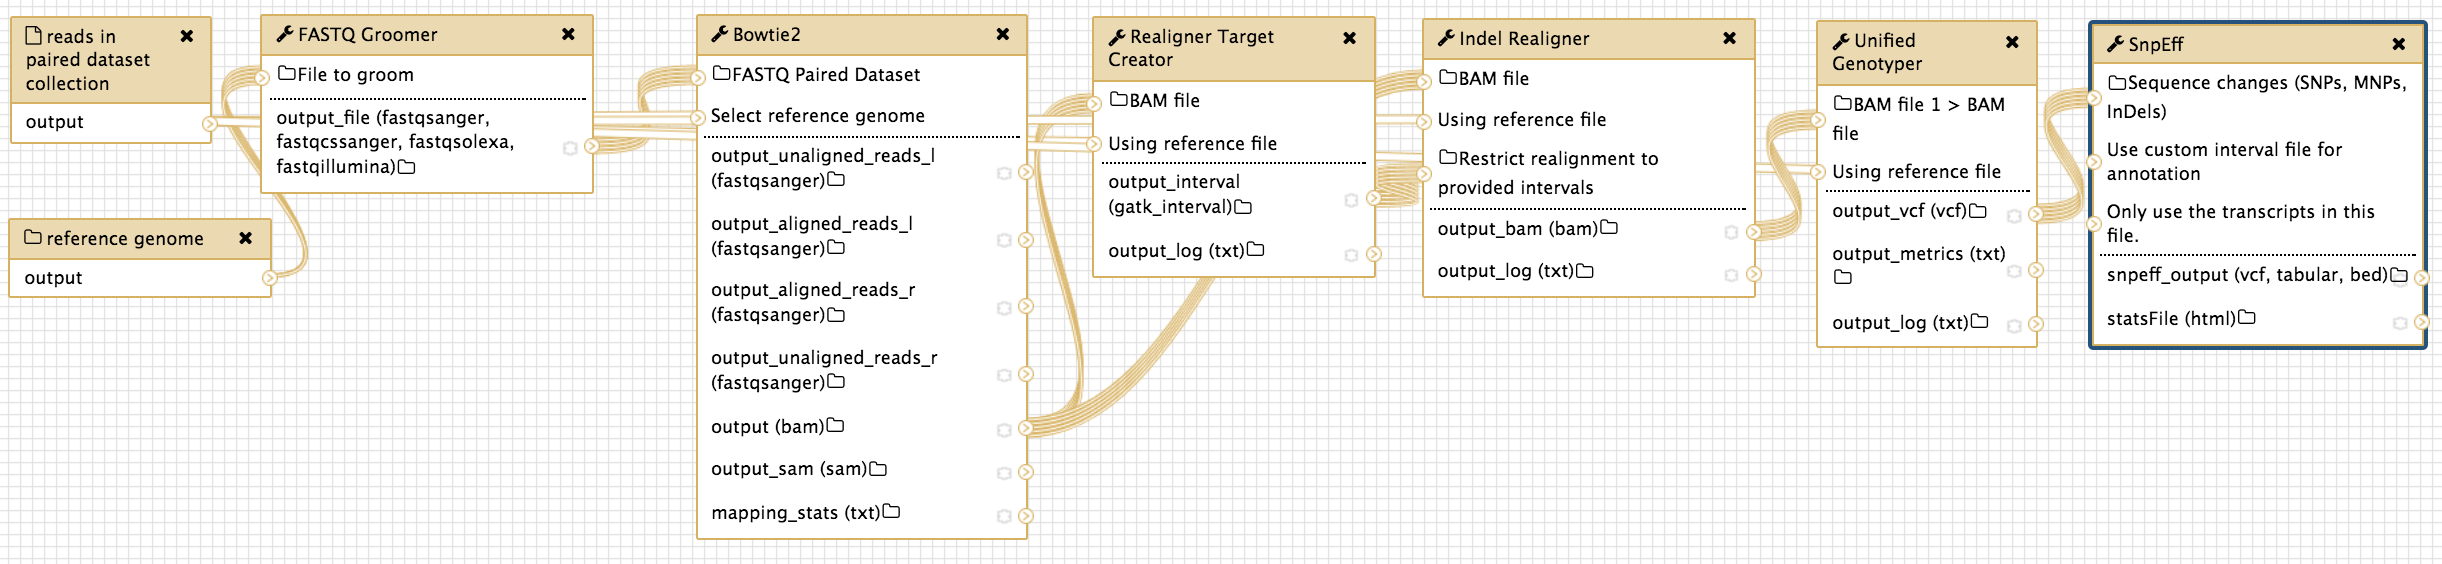 reads in
paired dataset
collection
output
reference genome
output
FASTQ Groomer
File to groom
output_file (fastqsanger,
fastqcssanger, fastqsolexa,
fastqillumina)
Bowtie2
FASTQ Paired Dataset
Select reference genome
output_unaligned_reads_l
(fastqsanger)
output_aligned_reads_l
(fastqsanger)
output_aligned_reads_r
(fastqsanger)
output_unaligned_reads_r
(fastqsanger)
output (bam)
output_sam (sam)
mapping_stats (txt)
Realigner Target
Creator
BAM file
Using reference file
output_interval
(gatk_interval)
output_log (txt)
Indel Realigner
BAM file
Using reference file
Restrict realignment to
provided intervals
output_bam (bam)
output_log (txt)
Unified
Genotyper
BAM file 1 > BAM
file
Using reference file
output_vcf (vcf)
output_metrics (txt)
output_log (txt)
SnpEff
Sequence changes (SNPs, MNPs,
InDels)
Use custom interval file for
annotation
Only use the transcripts in this
file.
snpeff_output (vcf, tabular, bed)
statsFile (html)